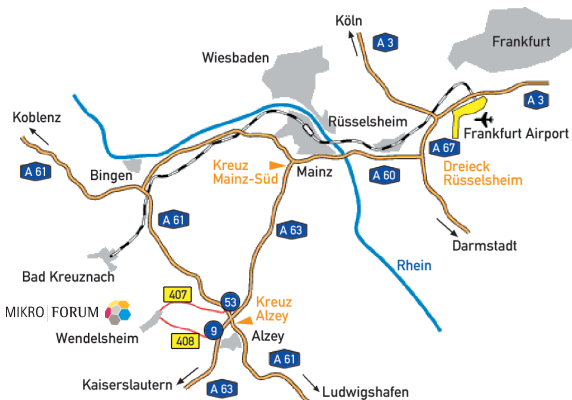 Köln
A 3
Frankfurt
Wiesbaden
A 3
Koblenz
Rüsselsheim
Frankfurt Airport
A 67
A 61
Bingen
Kreuz
Mainz-Süd
Mainz
A 60
Dreieck
Rüsselsheim
A 61
A 63
Darmstadt
Rhein
Bad Kreuznach
407
53
Kreuz
Alzey
MIKRO FORUM
Wendelsheim
9
408
Alzey
A 61
Kaiserslautern
A 63
Ludwigshafen